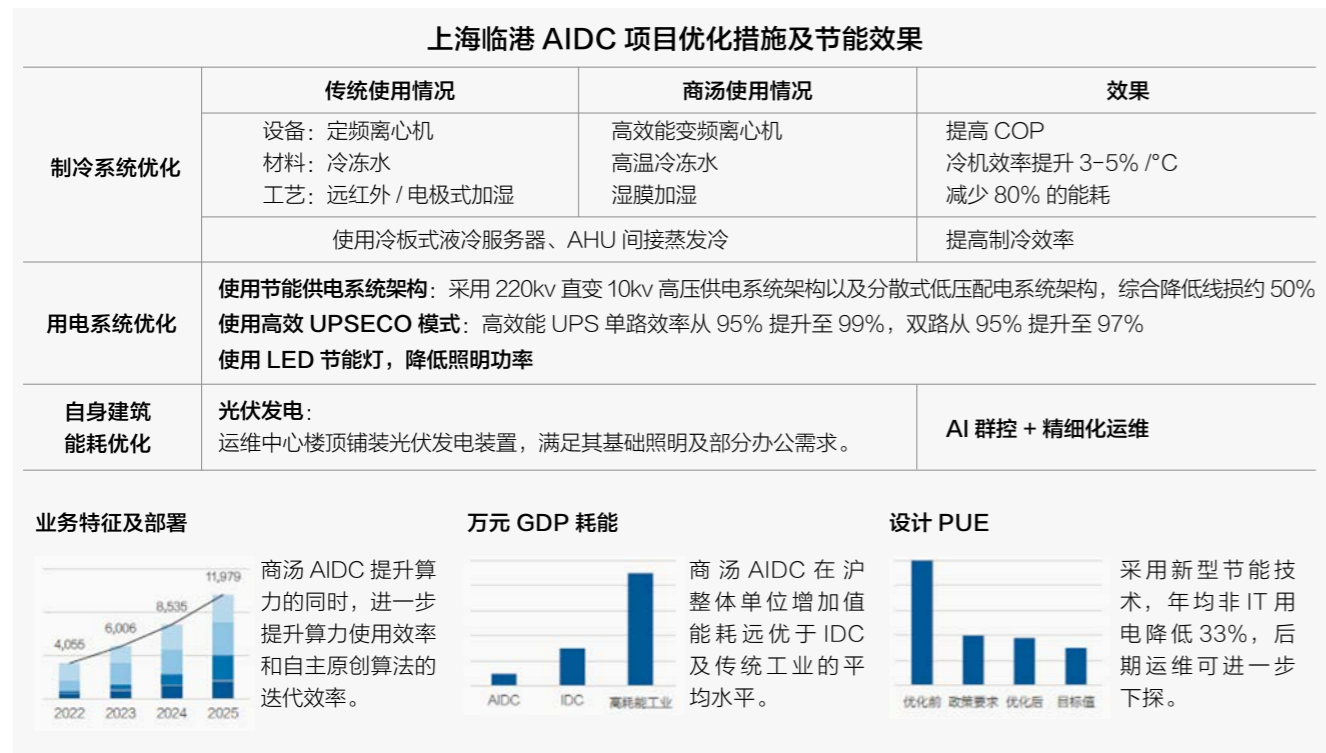 上海临港 AIDC 项目优化措施及节能效果
传统使用情况
商汤使用情况
效果
制冷系统优化
设备：定频离心机
高效能变频离心机
提高 COP
材料：冷冻水
高温冷冻水
冷机效率提升 3-5% /°C
工艺：远红外 / 电极式加湿
湿膜加湿
减少 80% 的能耗
使用冷板式液冷服务器、AHU 间接蒸发冷
提高制冷效率
用电系统优化
使用节能供电系统架构：采用 220kv 直变 10kv 高压供电系统架构以及分散式低压配电系统架构，综合降低线损约 50%
使用高效 UPSECO 模式：高效能 UPS 单路效率从 95% 提升至 99%，双路从 95% 提升至 97%
使用 LED 节能灯，降低照明功率
自身建筑
能耗优化
光伏发电：
运维中心楼顶铺装光伏发电装置，满足其基础照明及部分办公需求。
AI 群控 + 精细化运维
业务特征及部署
4,055
6,006
8,535
11,979
2022
2023
2024
2025
商汤 AIDC 提升算
力的同时，进一步
提升算力使用效率
和自主原创算法的
迭代效率。
万元 GDP 耗能
AIDC
IDC
高耗能工业
商汤 AIDC 在沪
整体单位增加值
能耗远优于 IDC
及传统工业的平
均水平。
设计 PUE
优化前
政策要求
优化后
目标值
采用新型节能技
术，年均非 IT 用
电降低 33%，后
期运维可进一步
下探。